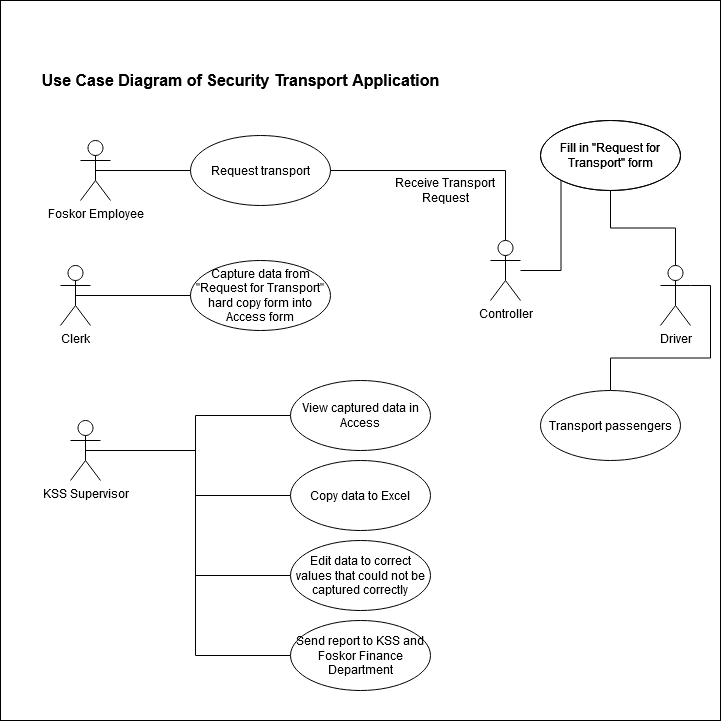 Use Case Diagram of Security Transport Application
Fill in "Request for
Transport" form
Request transport
Receive Transport
Request
Foskor Employee
Capture data from
"Request for Transport"
hard copy form into
Access form
Controller
Clerk
Driver
View captured data in
Access
Transport passengers
KSS Supervisor
Copy data to Excel
Edit data to correct
values that could not be
captured correctly
Send report to KSS and
Foskor Finance
Department